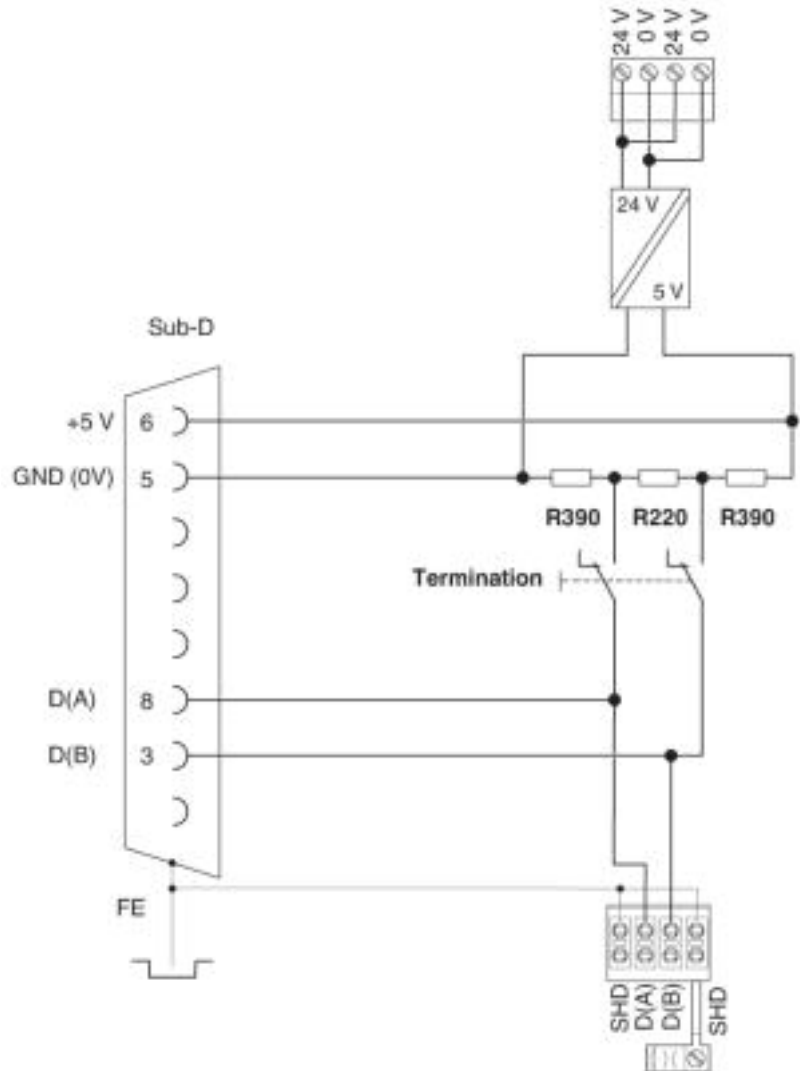 24 V
0 V
24 V
0 V
24 V
5 V
Sub-D
+5 V 6
GND (0V) 5
R390 R220 R390
Termination
D(A) 8
D(B) 3
FE
SHD
D(A)
D(B)
SHD